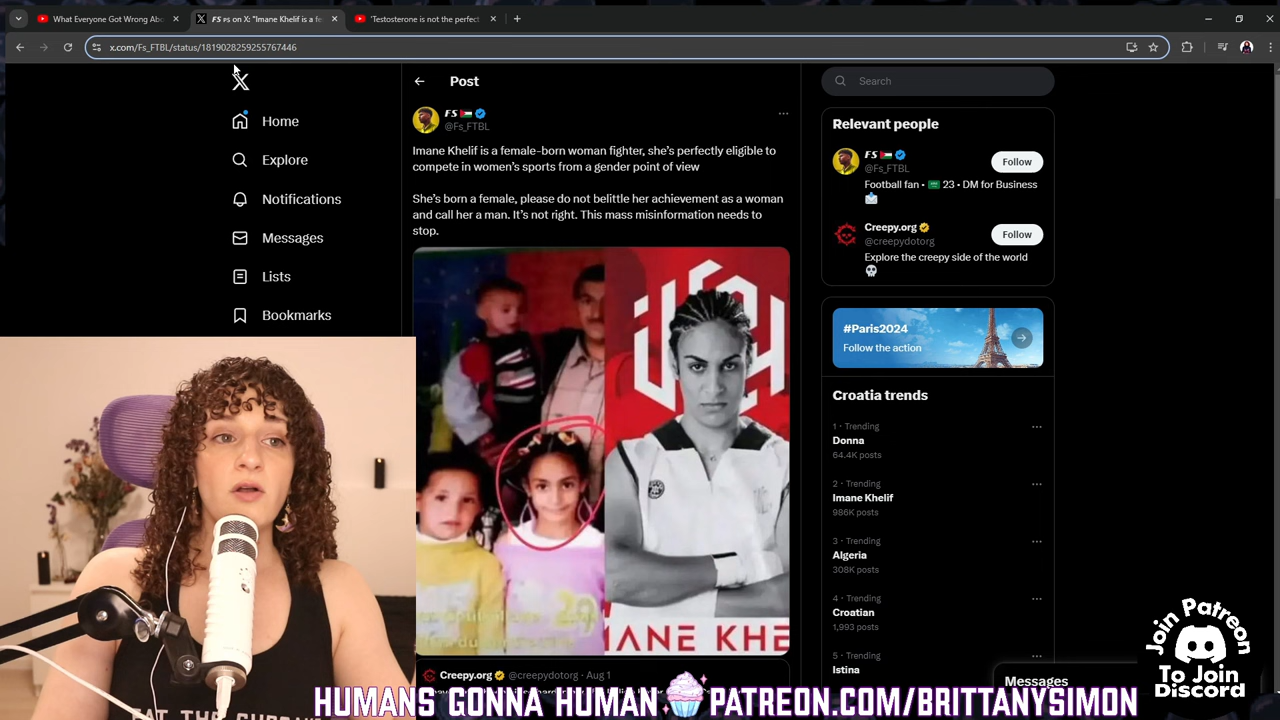 What Everyone Got Wrong Abo
FS ps on X: "Imane Khelif is a fe
'Testosterone is not the perfect
x.com/Fs_FTBL/status/1819028259255767446
Post
Search
Home
Explore
Notifications
Messages
Lists
Bookmarks
FS
@Fs_FTBL
Imane Khelif is a female-born woman fighter, she's perfectly eligible to
compete in women's sports from a gender point of view
She's born a female, please do not belittle her achievement as a woman
and call her a man. It's not right. This mass misinformation needs to
stop.
IANE KHE
Creepy.org @creepydotorg · Aug 1
Relevant people
FS
@Fs_FTBL
Follow
Football fan • 23 • DM for Business
Creepy.org
@creepydotorg
Follow
Explore the creepy side of the world
#Paris2024
Follow the action
Croatia trends
1 · Trending
Donna
64.4K posts
2 · Trending
Imane Khelif
986K posts
3 · Trending
Algeria
308K posts
4 · Trending
Croatian
1,993 posts
5 · Trending
Istina
Messages
Join Patreon
To Join
Discord
HUMANS GONNA HUMAN PATREON.COM/BRITTANYSIMON